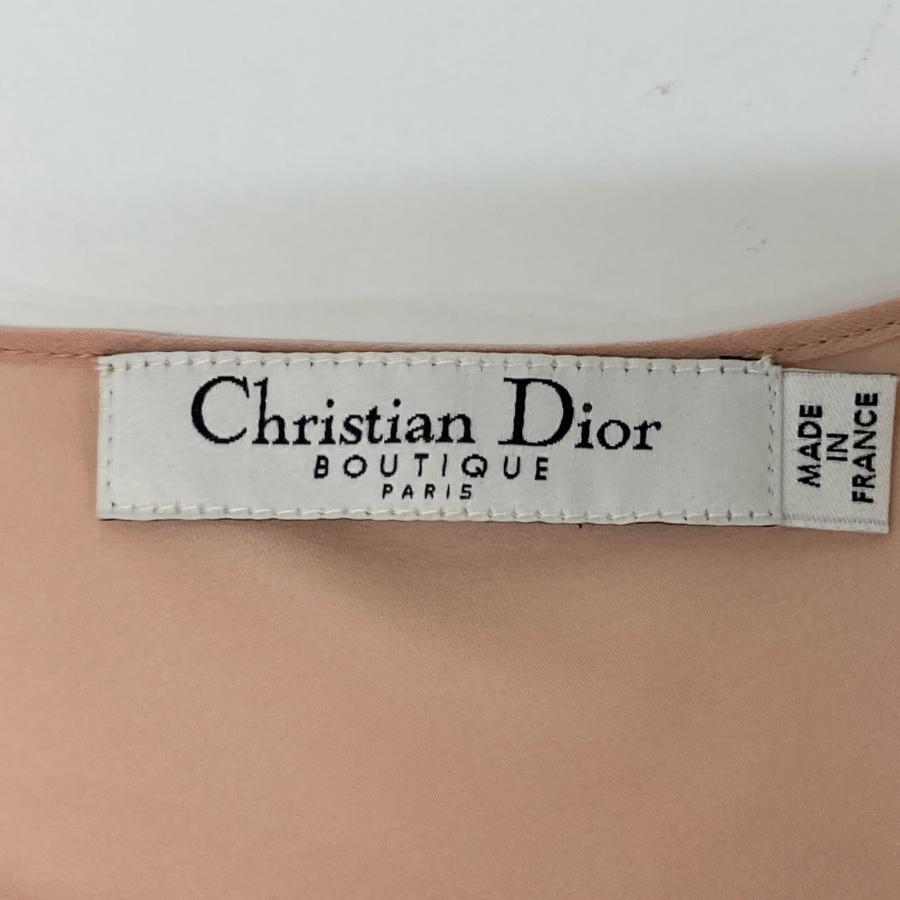 Christian Dior
BOUTIQUE
PARIS
MADE
IN
FRANCE